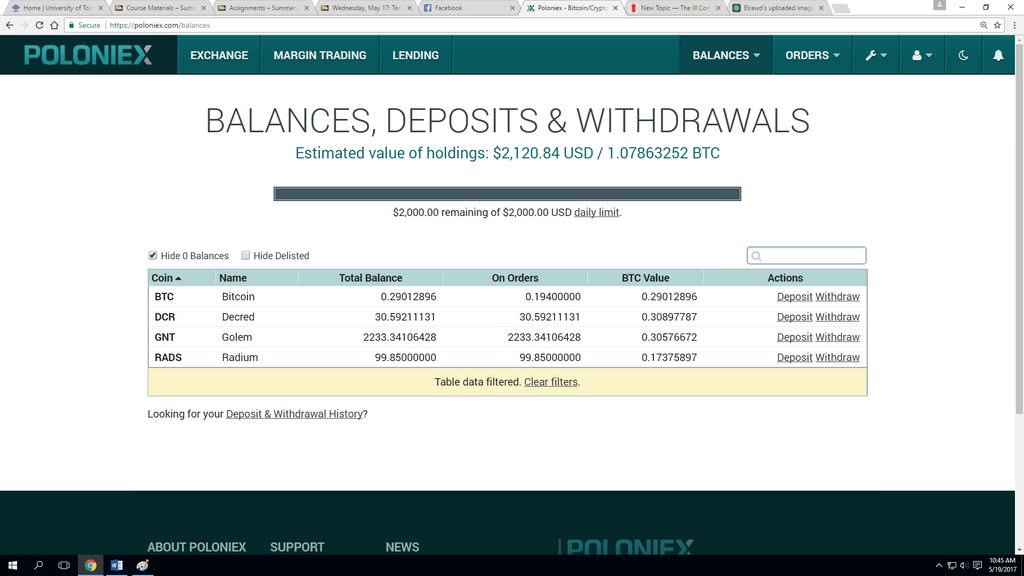 Home | University of Tor
Course Materials – Summ
Assignments – Summer
Wednesday, May 17: Te
Facebook
Poloniex - Bitcoin/Crypto
New Topic — The Ill Con
Elrawd's uploaded image
Secure https://poloniex.com/balances
POLONIEX EXCHANGE MARGIN TRADING LENDING BALANCES ORDERS
BALANCES, DEPOSITS & WITHDRAWALS
Estimated value of holdings: $2,120.84 USD / 1.07863252 BTC
$2,000.00 remaining of $2,000.00 USD daily limit.
Hide 0 Balances Hide Delisted
Coin Name Total Balance On Orders BTC Value Actions
BTC Bitcoin 0.29012896 0.19400000 0.29012896 Deposit Withdraw
DCR Decred 30.59211131 30.59211131 0.30897787 Deposit Withdraw
GNT Golem 2233.34106428 2233.34106428 0.30576672 Deposit Withdraw
RADS Radium 99.85000000 99.85000000 0.17375897 Deposit Withdraw
Table data filtered. Clear filters.
Looking for your Deposit & Withdrawal History?
ABOUT POLONIEX SUPPORT NEWS POLONIEX
10:45 AM
5/19/2017